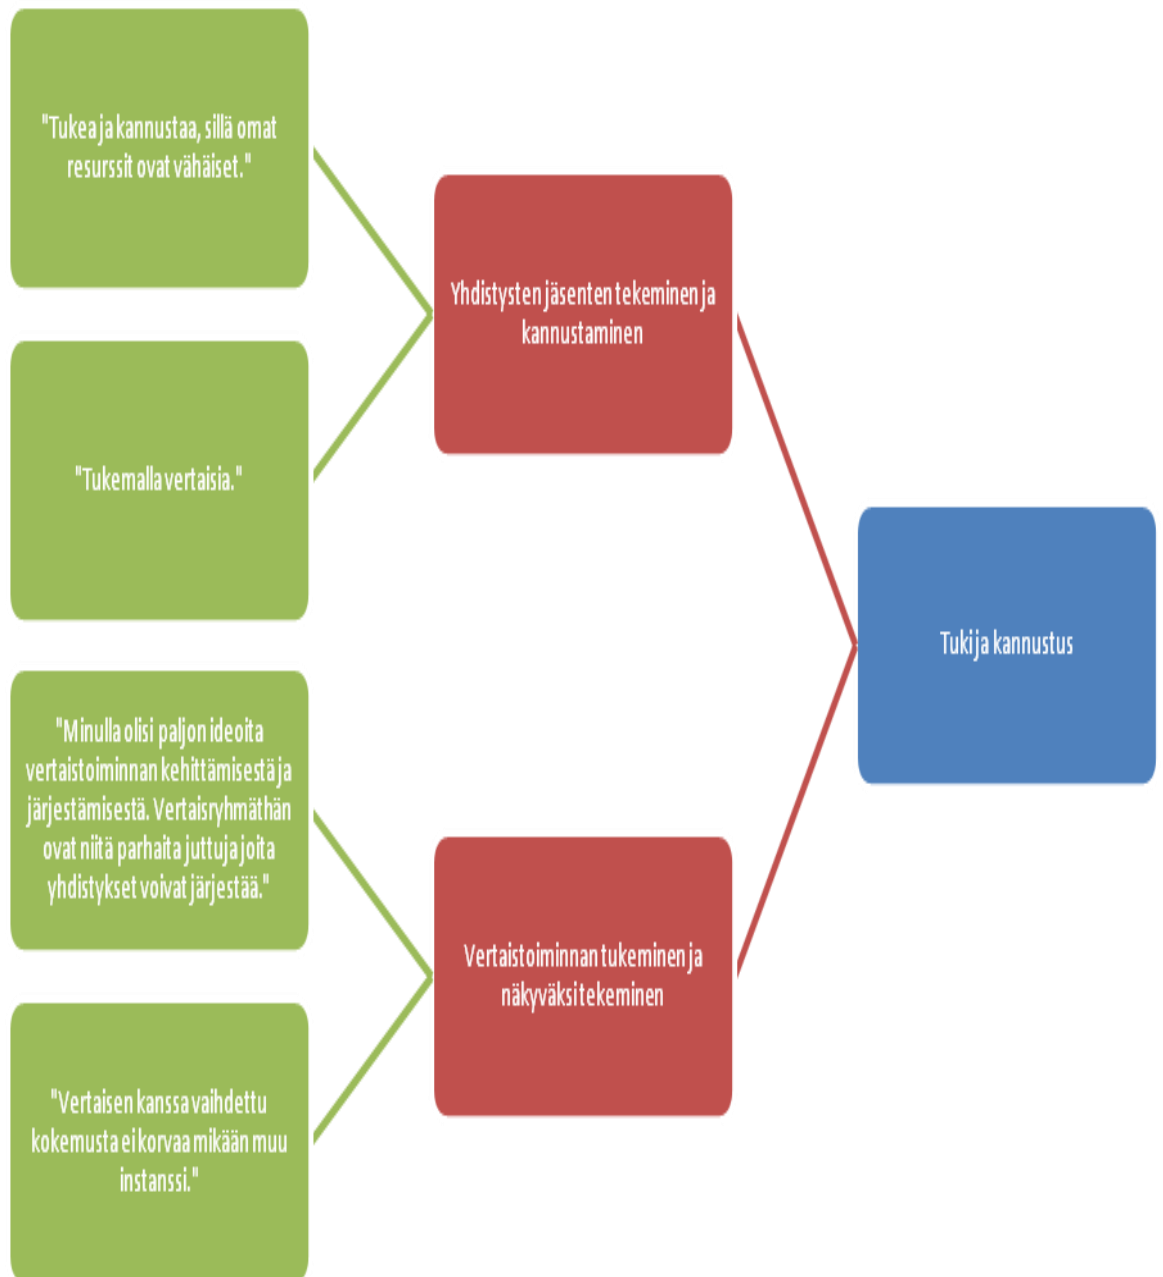 "Tukea ja kannustaa, sillä omat
resurssit ovat vähäiset."
"Tukemalla vertaisia."
"Minulla olisi paljon ideoita
vertaistoiminnan kehittämisestä ja
järjestämisestä. Vertaisryhmäthän
ovat niitä parhaita juttuja joita
yhdistykset voivat järjestää."
"Vertaisen kanssa vaihdettu
kokemusta ei korvaa mikään muu
instanssi."
Yhdistysten jäsenten tekeminen ja
kannustaminen
Vertaistoiminnan tukeminen ja
näkyväksi tekeminen
Tuki ja kannustus